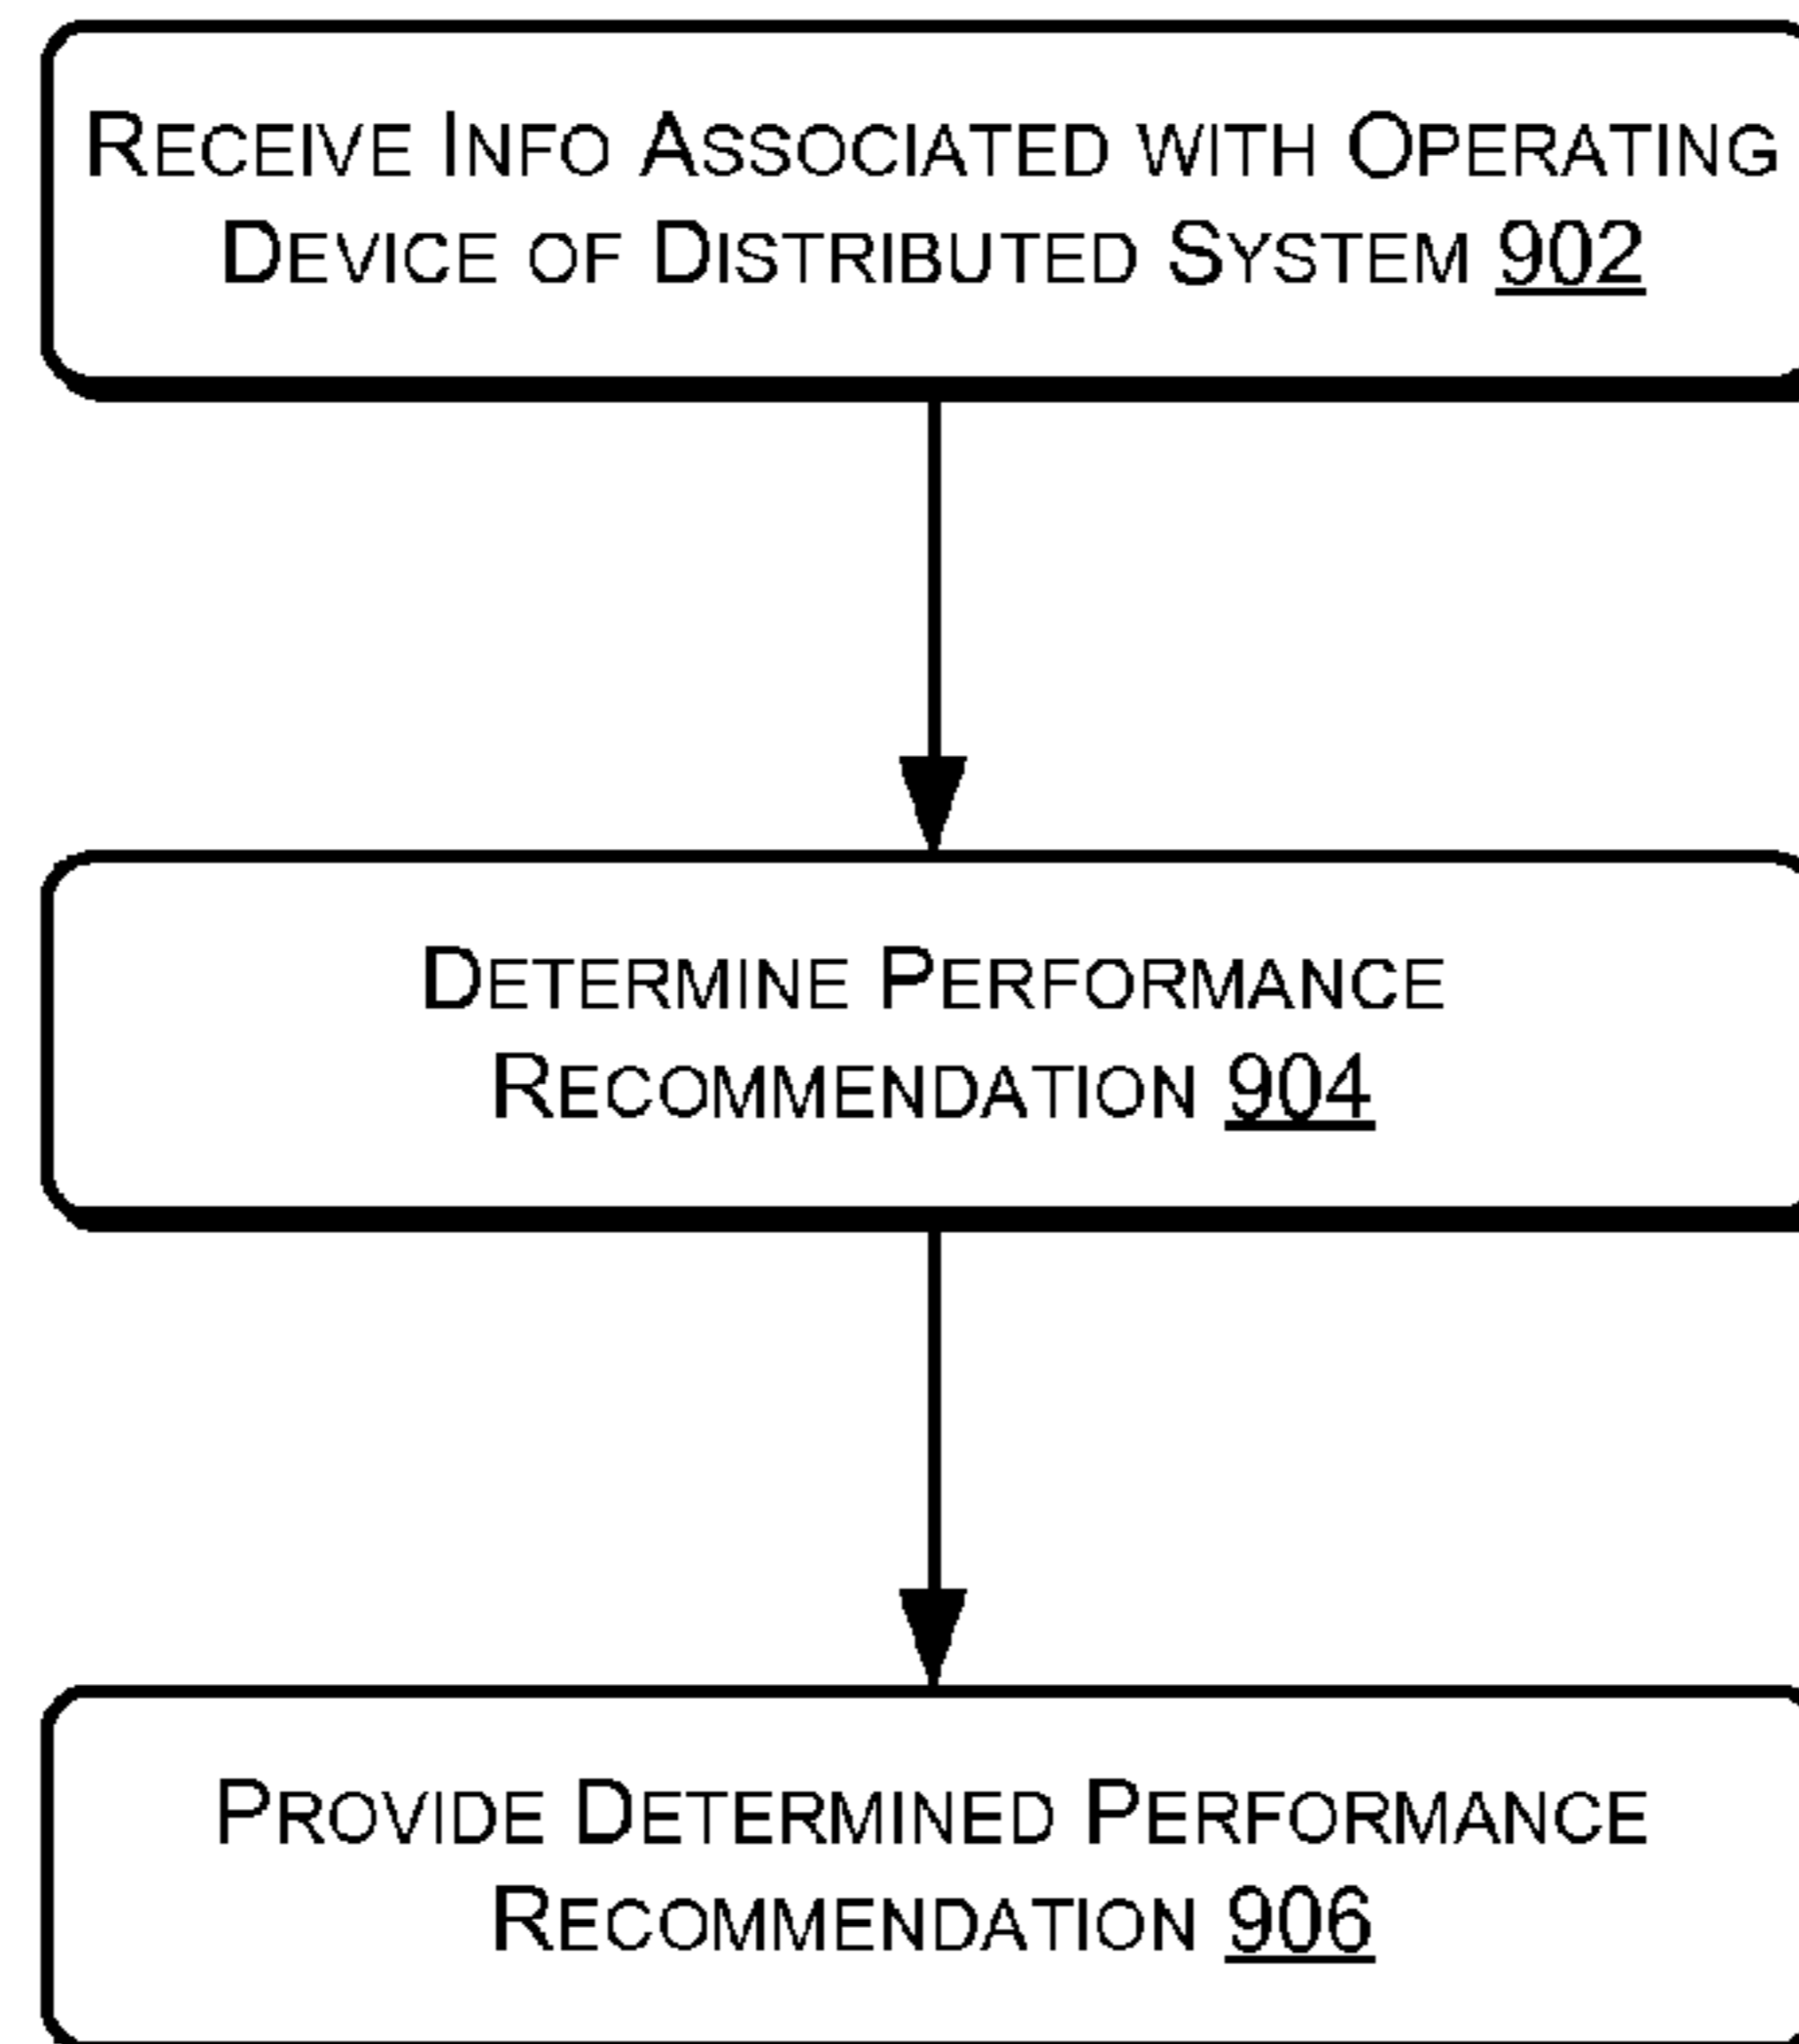 RECEIVE INFO ASSOCIATED WITH OPERATING
DEVICE OF DISTRIBUTED SYSTEM 902
DETERMINE PERFORMANCE
RECOMMENDATION 904
PROVIDE DETERMINED PERFORMANCE
RECOMMENDATION 906